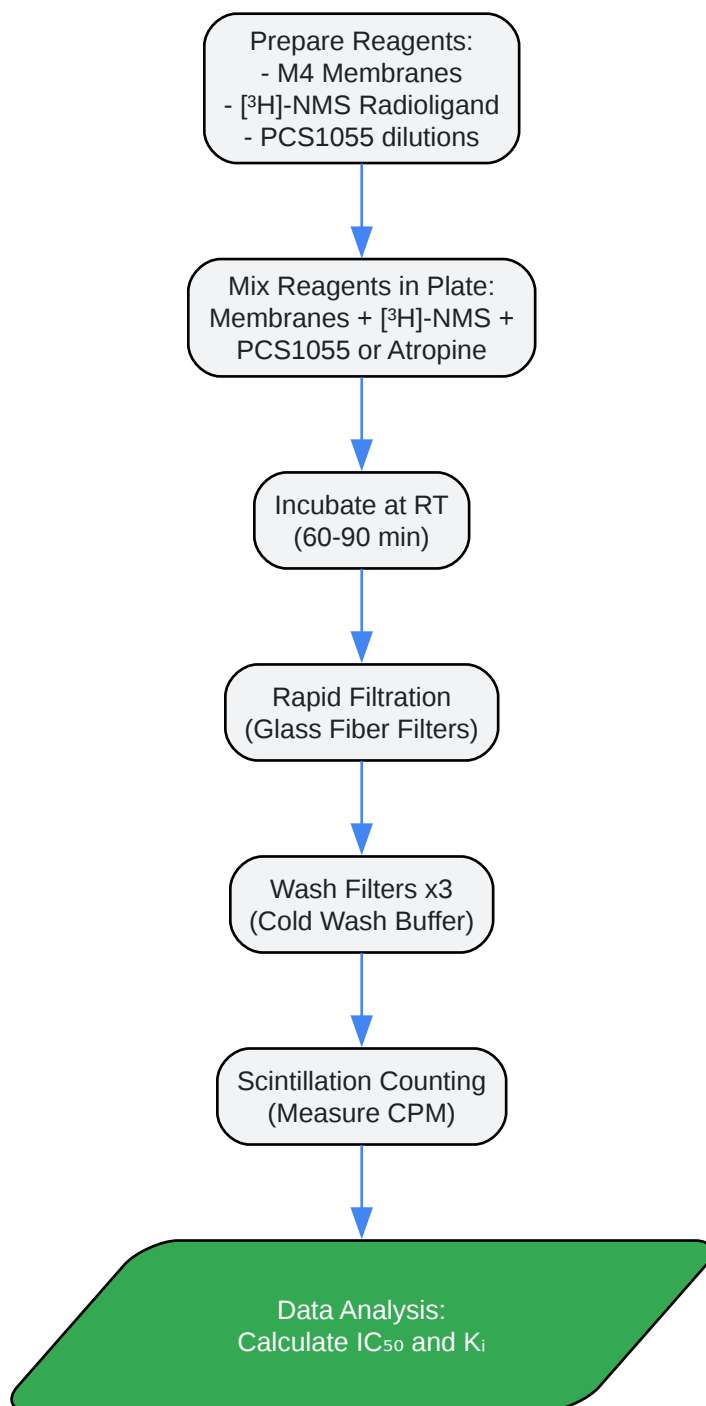 Prepare Reagents:
- M4 Membranes
- [³H]-NMS Radioligand
- PCS1055 dilutions
Mix Reagents in Plate:
Membranes + [³H]-NMS +
PCS1055 or Atropine
Incubate at RT
(60-90 min)
Rapid Filtration
(Glass Fiber Filters)
Wash Filters x3
(Cold Wash Buffer)
Scintillation Counting
(Measure CPM)
Data Analysis:
Calculate IC₅₀ and Kᵢ